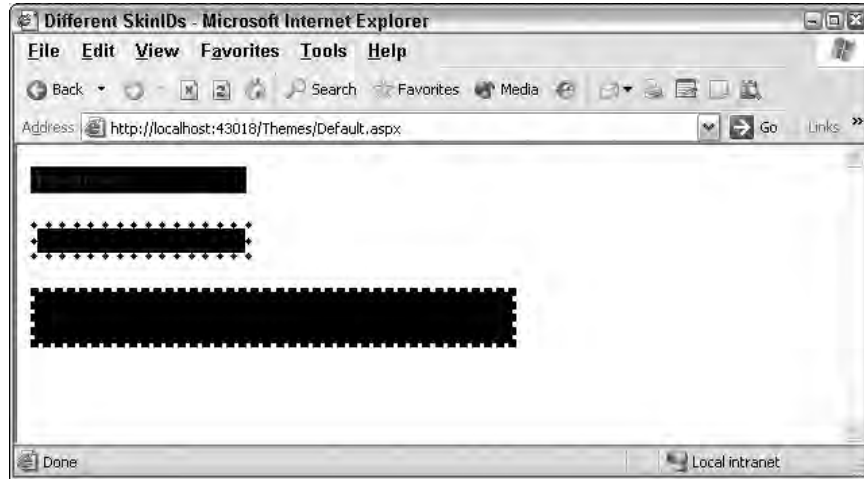 Different SkinIDs - Microsoft Internet Explorer
File Edit View Favorites Tools Help
Back Search Favorites Media
Address http://localhost:43018/Themes/Default.aspx Go Links »
Done Local intranet